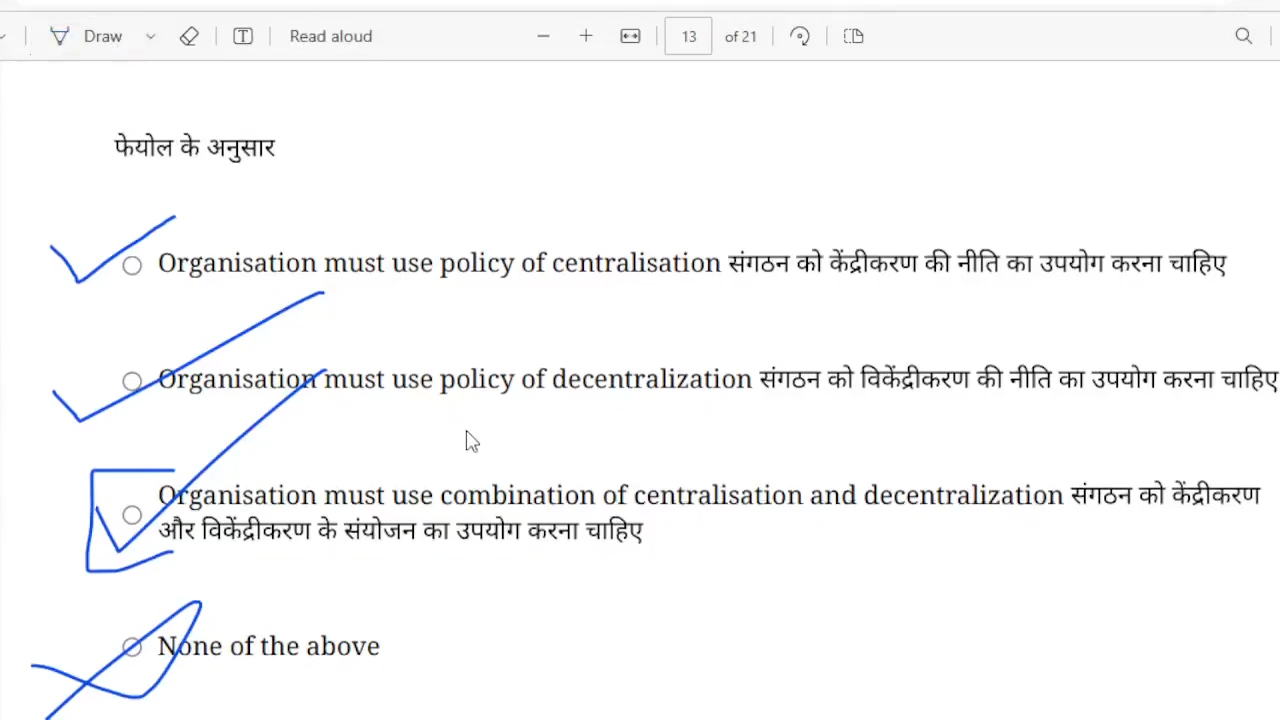 Draw
Read aloud
13 of 21
फेयोल के अनुसार
Organisation must use policy of centralisation संगठन को केंद्रीकरण की नीति का उपयोग करना चाहिए
Organisation must use policy of decentralization संगठन को विकेंद्रीकरण की नीति का उपयोग करना चाहिए
Organisation must use combination of centralisation and decentralization संगठन को केंद्रीकरण
और विकेंद्रीकरण के संयोजन का उपयोग करना चाहिए
None of the above